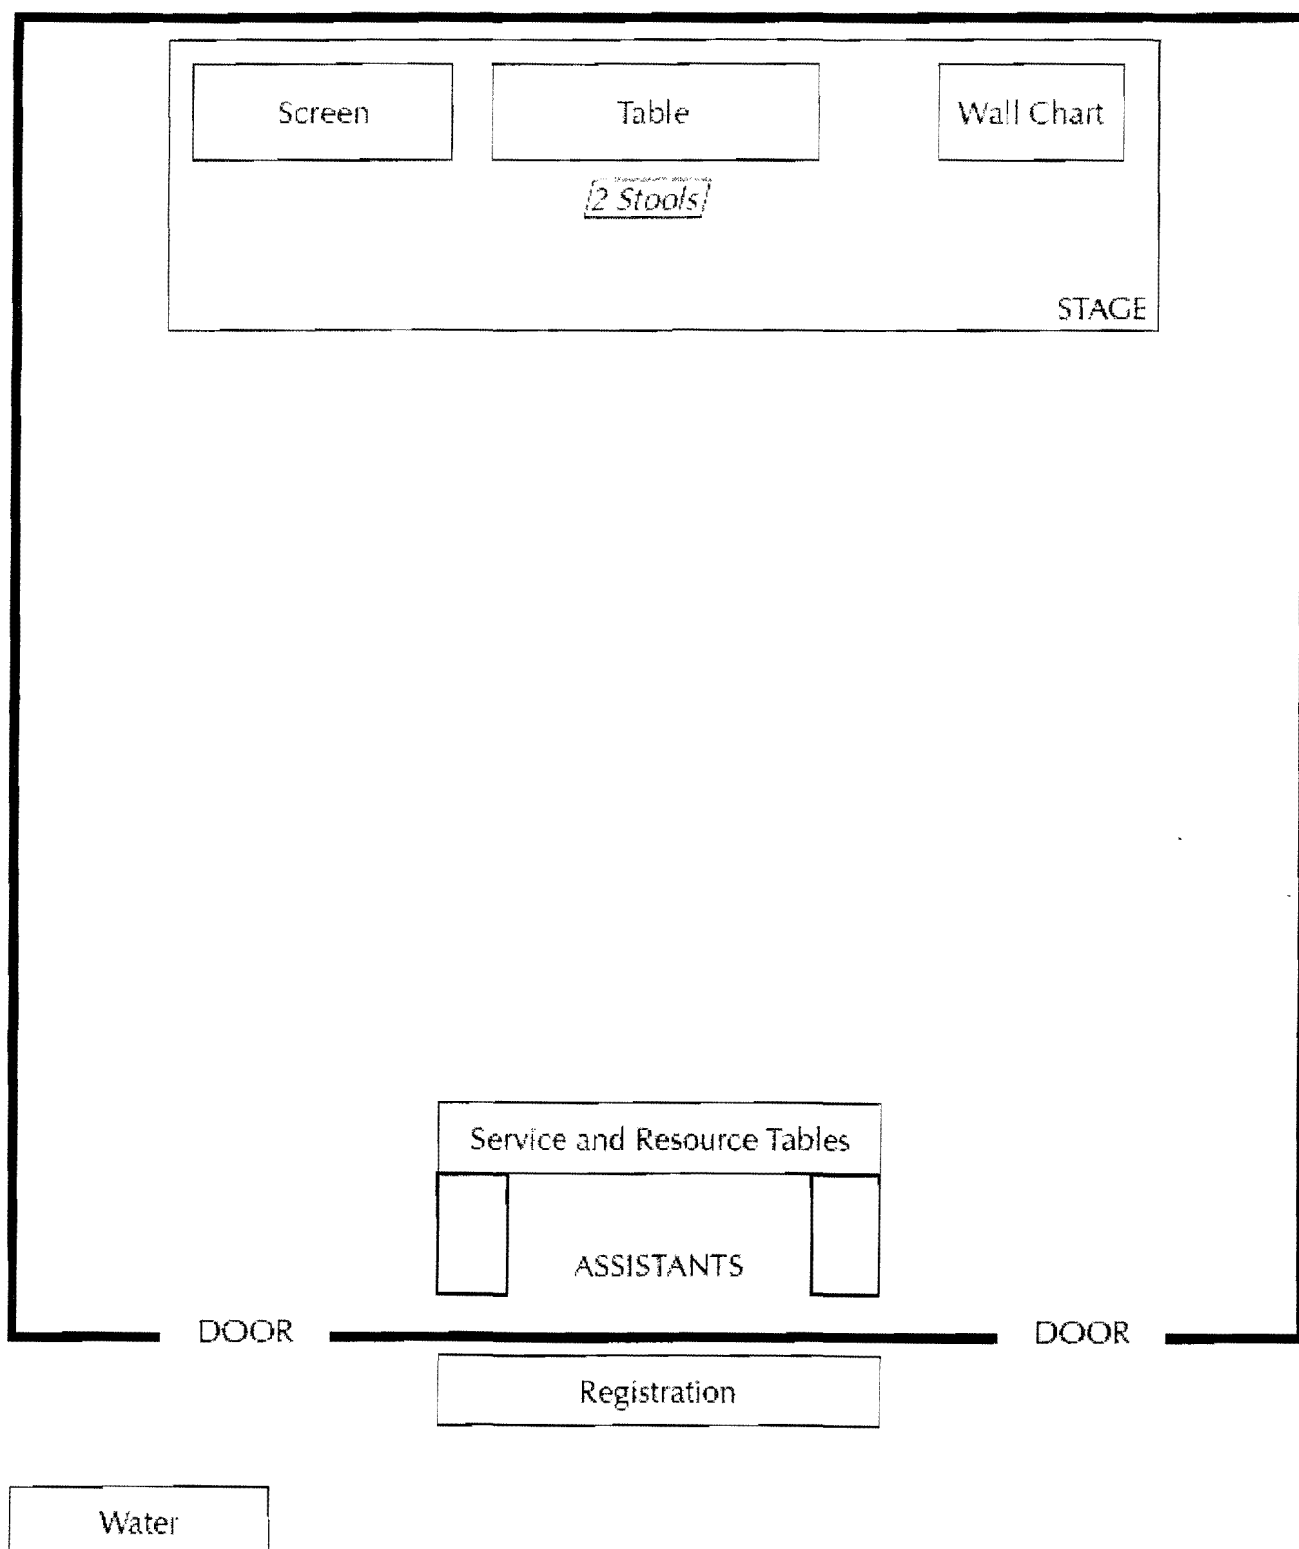 Screen
Table
Wall Chart
2 Stools
STAGE
Service and Resource Tables
ASSISTANTS
DOOR
DOOR
Registration
Water